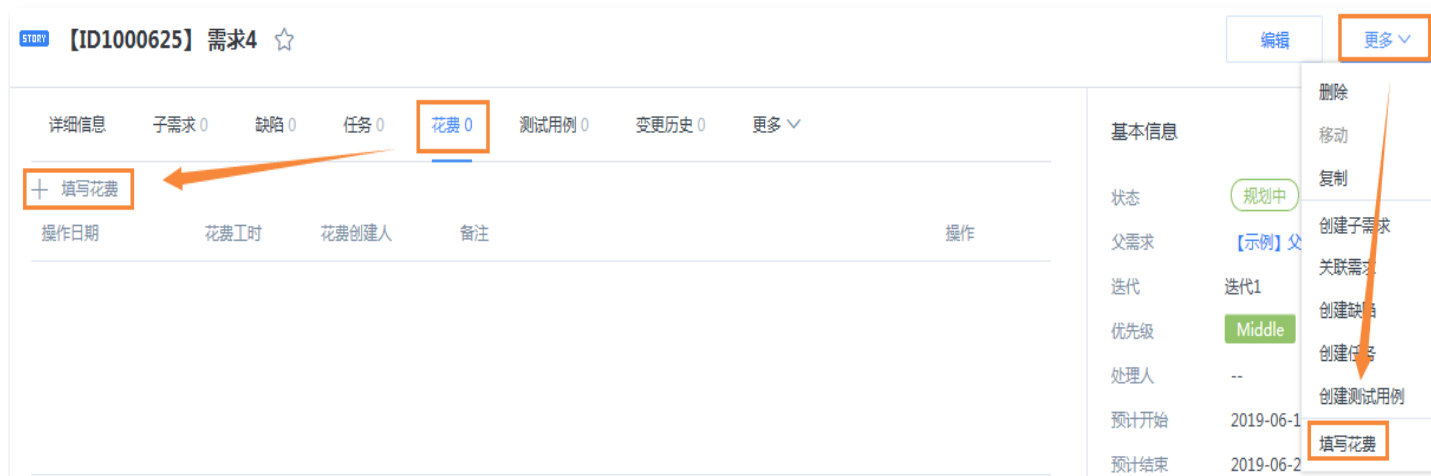 STORY 【ID1000625】需求4
编辑
更多
详细信息 子需求 0 缺陷 0 任务 0 花费 0 测试用例 0 变更历史 0 更多
填写花费
操作日期 花费工时 花费创建人 备注 操作
基本信息
状态 规划中
父需求 【示例】父
迭代 迭代1
优先级 Middle
处理人 --
预计开始 2019-06-1
预计结束 2019-06-2
删除
移动
复制
创建子需求
关联需求
创建缺陷
创建任务
创建测试用例
填写花费